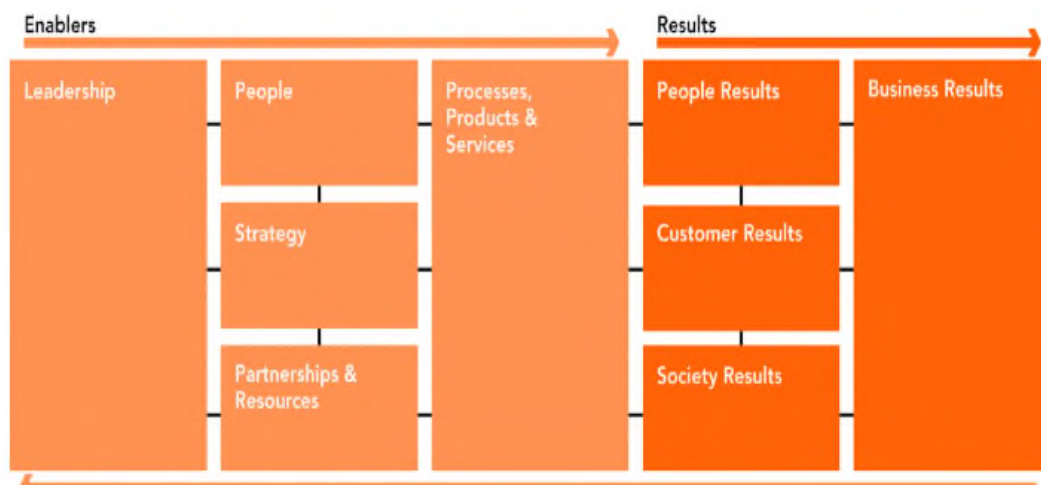 Enablers
Results
Leadership
People
Processes,
Products &
Services
People Results
Business Results
Strategy
Customer Results
Partnerships &
Resources
Society Results